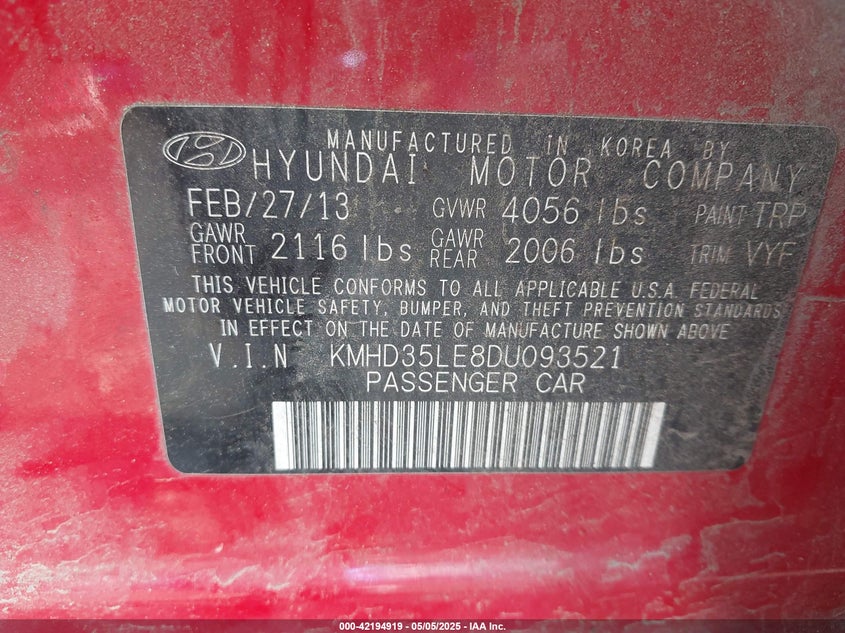 MANUFACTURED IN KOREA BY
HYUNDAI MOTOR COMPANY
FEB/27/13 GVWR 4056 lbs PAINT TRP
GAWR FRONT 2116 lbs GAWR REAR 2006 lbs TRIM VYF
THIS VEHICLE CONFORMS TO ALL APPLICABLE U.S.A. FEDERAL
MOTOR VEHICLE SAFETY, BUMPER, AND THEFT PREVENTION STANDARDS
IN EFFECT ON THE DATE OF MANUFACTURE SHOWN ABOVE
V.I.N KMHD35LE8DU093521
PASSENGER CAR
000-42194919 - 05/05/2025 - IAA Inc.